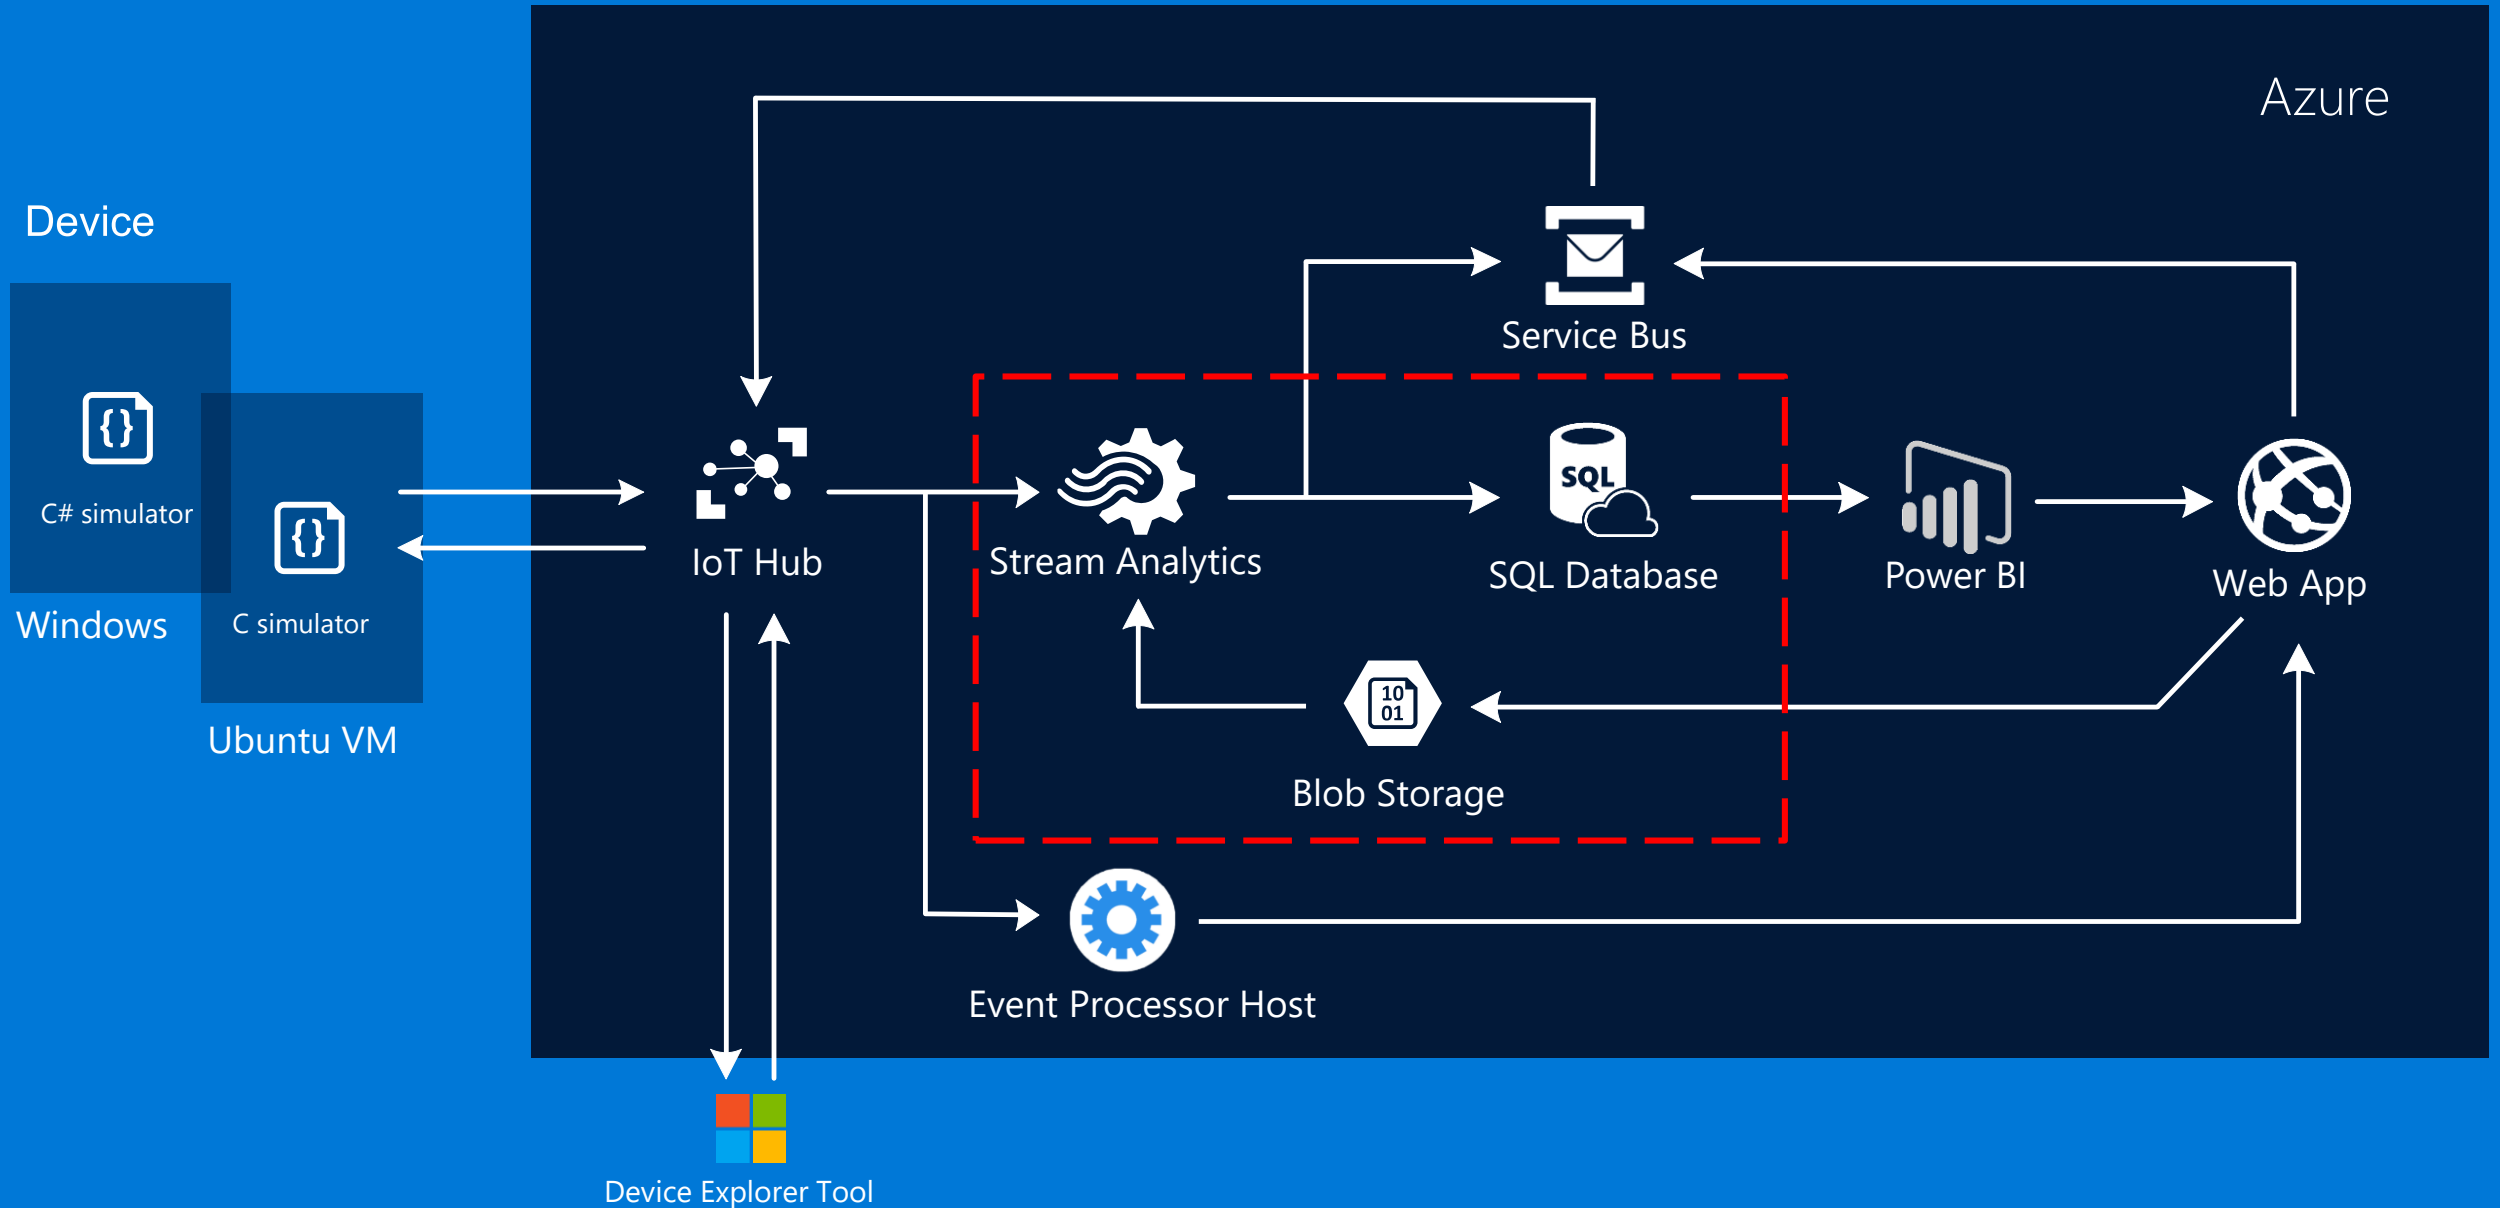 Azure
Device
Service Bus
C# simulator
IoT Hub
Stream Analytics
SQL
SQL Database
Power BI
Web App
{}
{}
Windows
C simulator
Ubuntu VM
10
01
Blob Storage
Event Processor Host
Device Explorer Tool